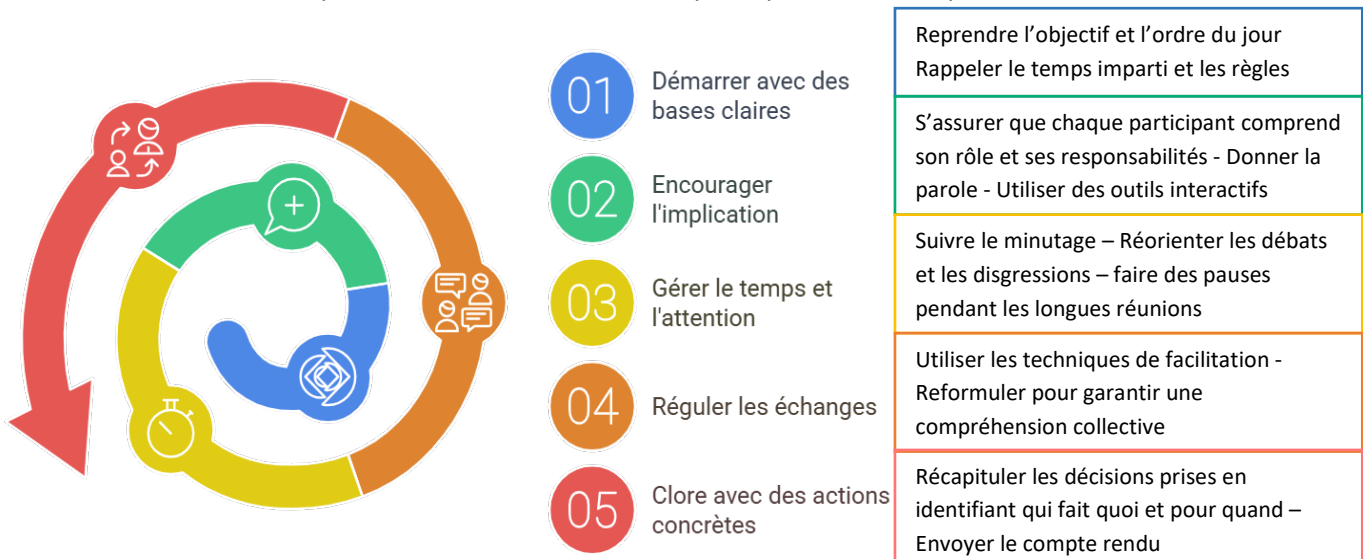 01
Démarrer avec des
bases claires
Reprendre l’objectif et l’ordre du jour
Rappeler le temps imparti et les règles
02
Encourager
l'implication
S’assurer que chaque participant comprend
son rôle et ses responsabilités - Donner la
parole - Utiliser des outils interactifs
03
Gérer le temps et
l'attention
Suivre le minutage – Réorienter les débats
et les disgressions – faire des pauses
pendant les longues réunions
04
Réguler les échanges
Utiliser les techniques de facilitation -
Reformuler pour garantir une
compréhension collective
05
Clore avec des actions
concrètes
Récapituler les décisions prises en
identifiant qui fait quoi et pour quand –
Envoyer le compte rendu